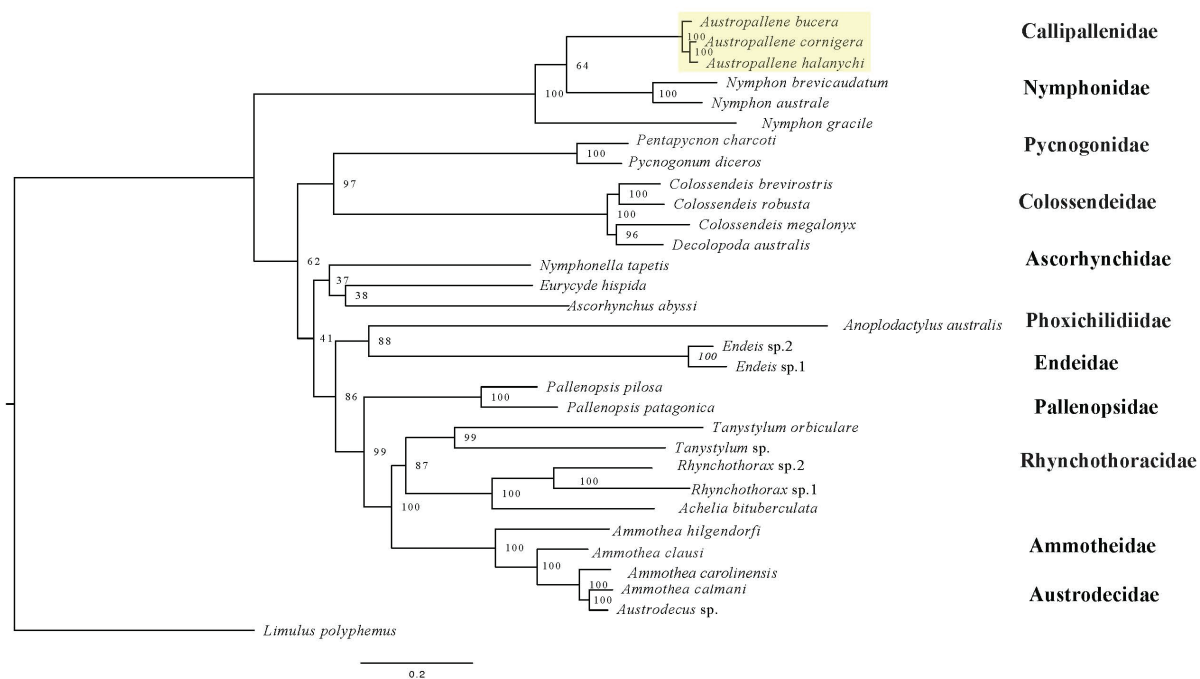 Austropallene bucera
100
Austropallene cornigera
100
Austropallene halanychi
Callipallenidae
64
Nymphon brevicaudatum
100
Nymphon australe
100
Nymphonidae
Nymphon gracile
Pentapycnon charcoti
100
Pycnogonum diceros
Pycnogonidae
97
Colossendeis brevirostris
100
Colossendeis robusta
100
Colossendeis megalonyx
96
Decolopoda australis
Colossendeidae
62
Nymphonella tapetis
37
Eurycyde hispida
38
Ascorhynchus abyssi
Ascorhynchidae
41
Anoplodactylus australis
Phoxichilidiidae
88
Endeis sp.2
100
Endeis sp.1
Endeidae
86
Pallenopsis pilosa
100
Pallenopsis patagonica
Pallenopsidae
99
Tanystylum orbiculare
99
Tanystylum sp.
87
Rhynchothorax sp.2
100
Rhynchothorax sp.1
100
Achelia bituberculata
Rhynchothoracidae
100
Ammothea hilgendorfi
100
Ammothea clausi
100
Ammothea carolinensis
100
Ammothea calmani
100
Austrodecus sp.
Ammotheidae
Austrodecidae
Limulus polyphemus
0.2